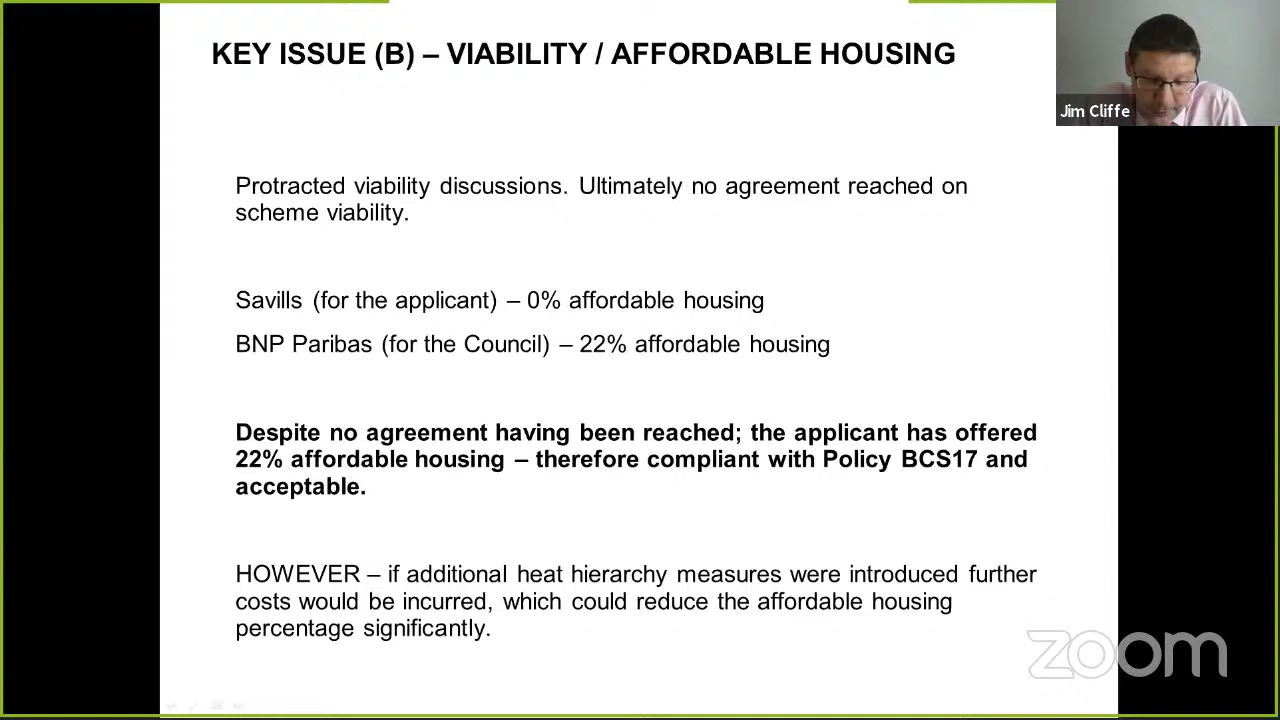 KEY ISSUE (B) – VIABILITY / AFFORDABLE HOUSING
Jim Cliffe
Protracted viability discussions. Ultimately no agreement reached on
scheme viability.
Savills (for the applicant) – 0% affordable housing
BNP Paribas (for the Council) – 22% affordable housing
Despite no agreement having been reached; the applicant has offered
22% affordable housing – therefore compliant with Policy BCS17 and
acceptable.
HOWEVER – if additional heat hierarchy measures were introduced further
costs would be incurred, which could reduce the affordable housing
percentage significantly.
zoom